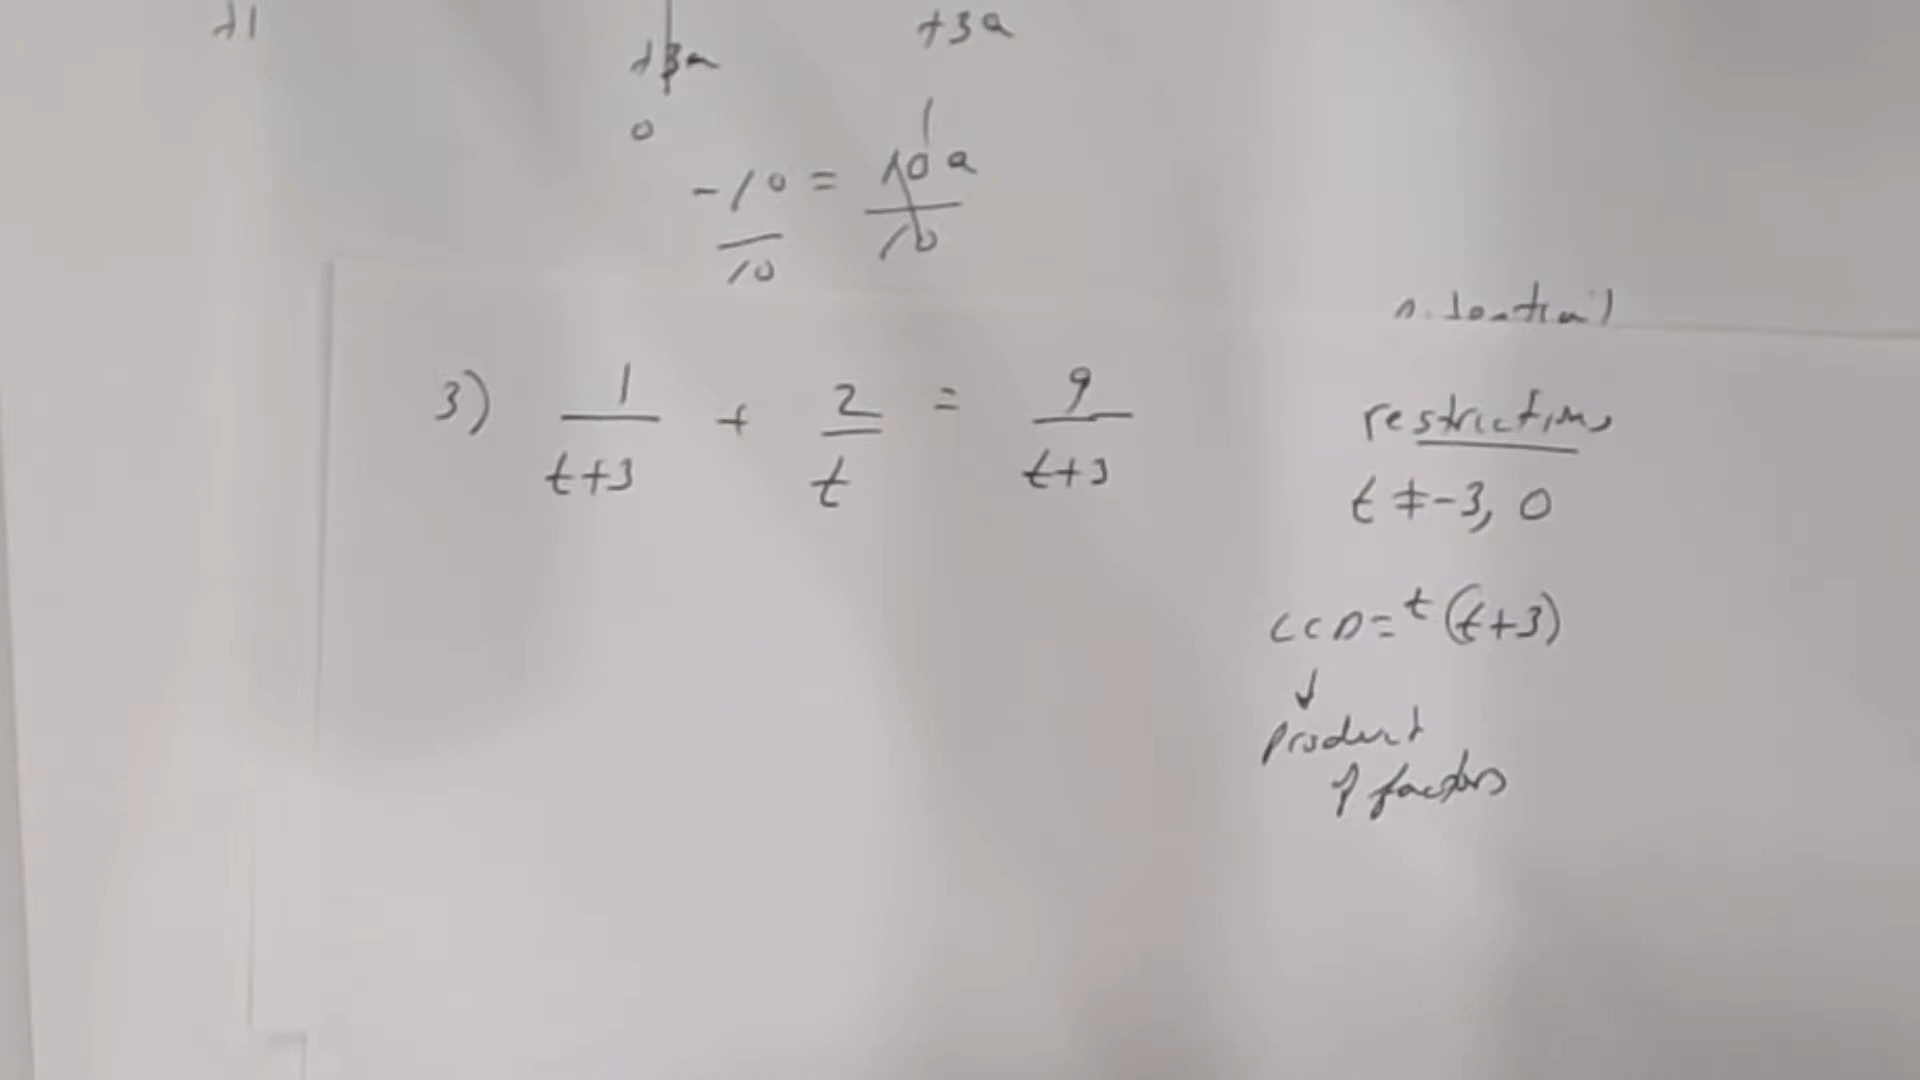 +1
+3a
+3a
0
-10/10 = 10a/10
1
3) 1/(t+3) + 2/t = 9/(t+3)
restrictions
t ≠ -3, 0
LCD = t(t+3)
↓
product
of factors